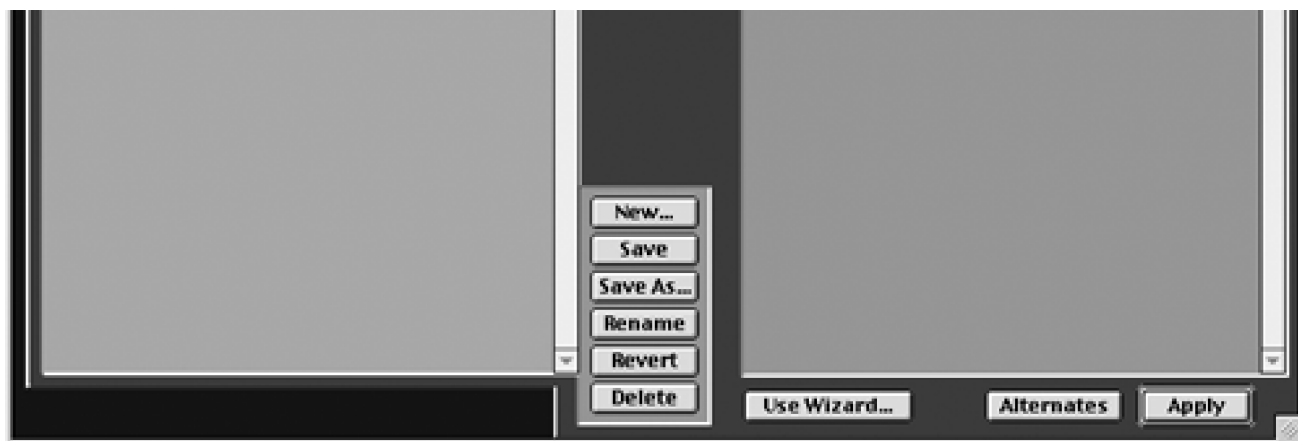 New...
Save
Save As...
Rename
Revert
Delete
Use Wizard...
Alternates
Apply